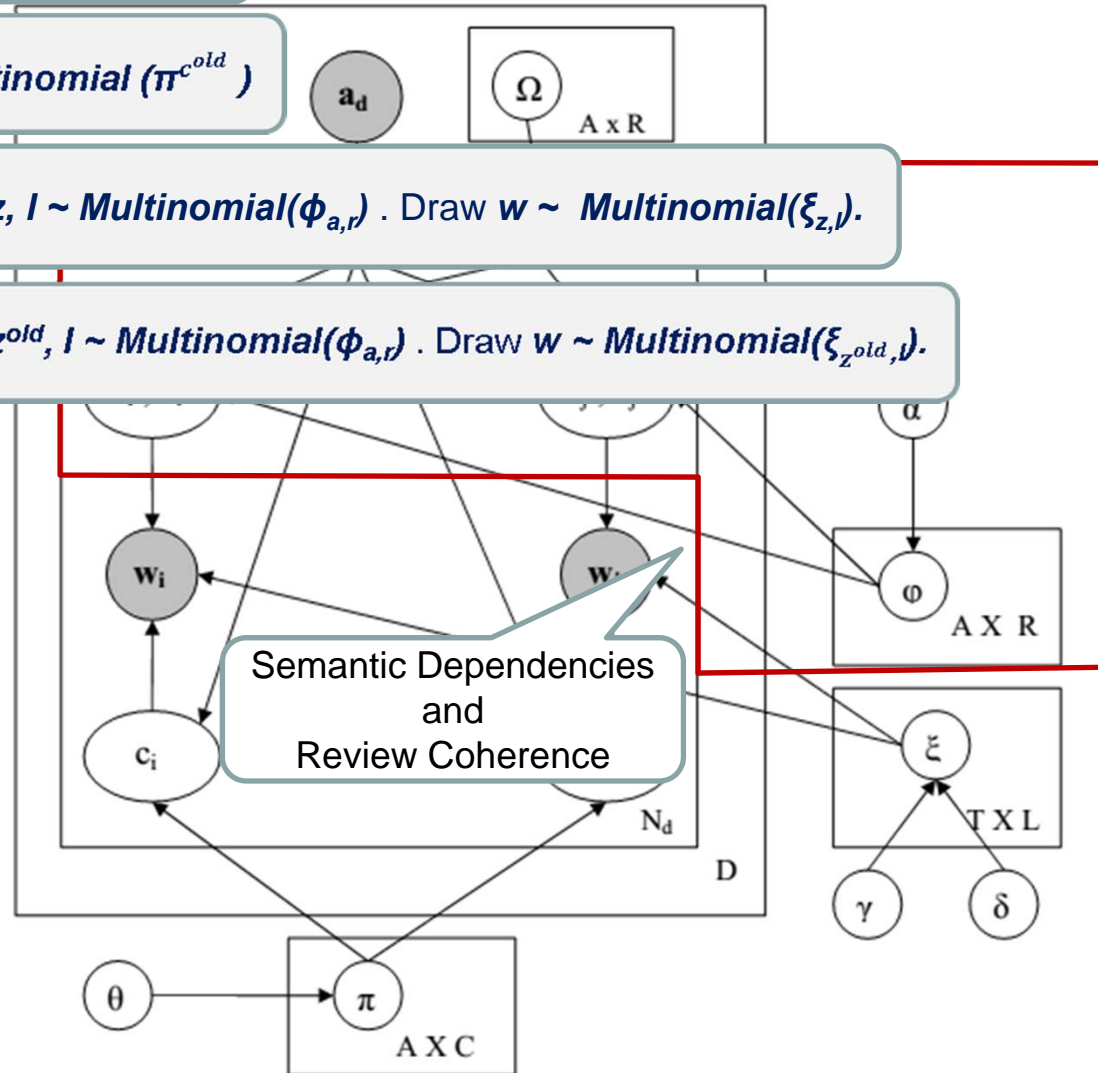 tinomial (π^{c^{old}} )
a_d
Ω
A x R
z, l ~ Multinomial(ϕ_{a,r}) . Draw w ~ Multinomial(ξ_{z,l}).
z^{old}, l ~ Multinomial(ϕ_{a,r}) . Draw w ~ Multinomial(ξ_{z^{old},l}).
α
w_i
φ
A X R
Semantic Dependencies
and
Review Coherence
c_i
ξ
T X L
N_d
D
γ
δ
θ
π
A X C